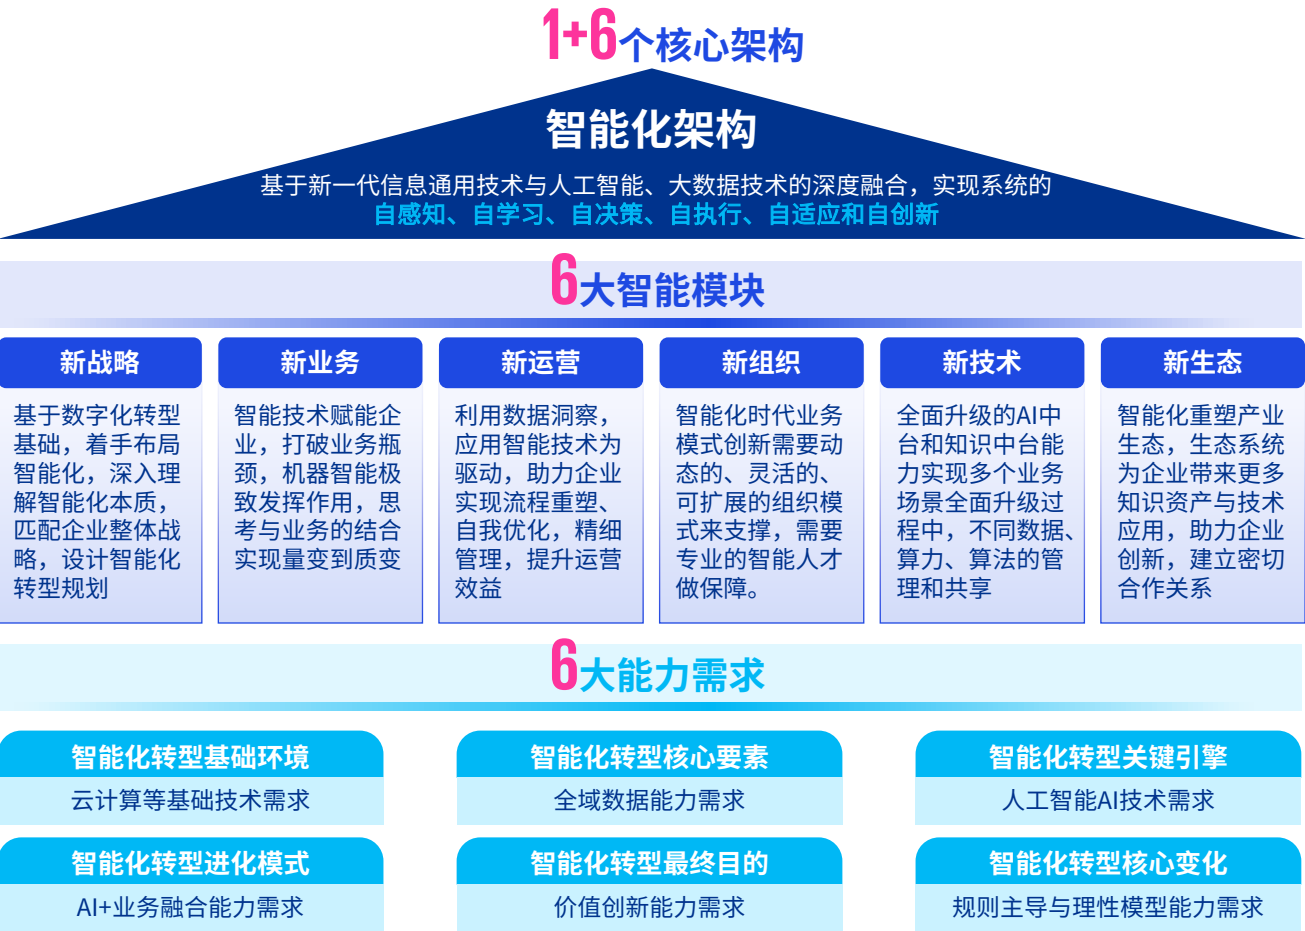 1+6个核心架构
智能化架构
基于新一代信息通用技术与人工智能、大数据技术的深度融合，实现系统的
自感知、自学习、自决策、自执行、自适应和自创新
6大智能模块
新战略
基于数字化转型
基础，着手布局
智能化，深入理
解智能化本质，
匹配企业整体战
略，设计智能化
转型规划
新业务
智能技术赋能企
业，打破业务瓶
颈，机器智能极
致发挥作用，思
考与业务的结合
实现量变到质变
新运营
利用数据洞察，
应用智能技术为
驱动，助力企业
实现流程重塑、
自我优化，精细
管理，提升运营
效益
新组织
智能化时代业务
模式创新需要动
态的、灵活的、
可扩展的组织模
式来支撑，需要
专业的智能人才
做保障。
新技术
全面升级的AI中
台和知识中台能
力实现多个业务
场景全面升级过
程中，不同数据、
算力、算法的管
理和共享
新生态
智能化重塑产业
生态，生态系统
为企业带来更多
知识资产与技术
应用，助力企业
创新，建立密切
合作关系
6大能力需求
智能化转型基础环境
云计算等基础技术需求
智能化转型核心要素
全域数据能力需求
智能化转型关键引擎
人工智能AI技术需求
智能化转型进化模式
AI+业务融合能力需求
智能化转型最终目的
价值创新能力需求
智能化转型核心变化
规则主导与理性模型能力需求